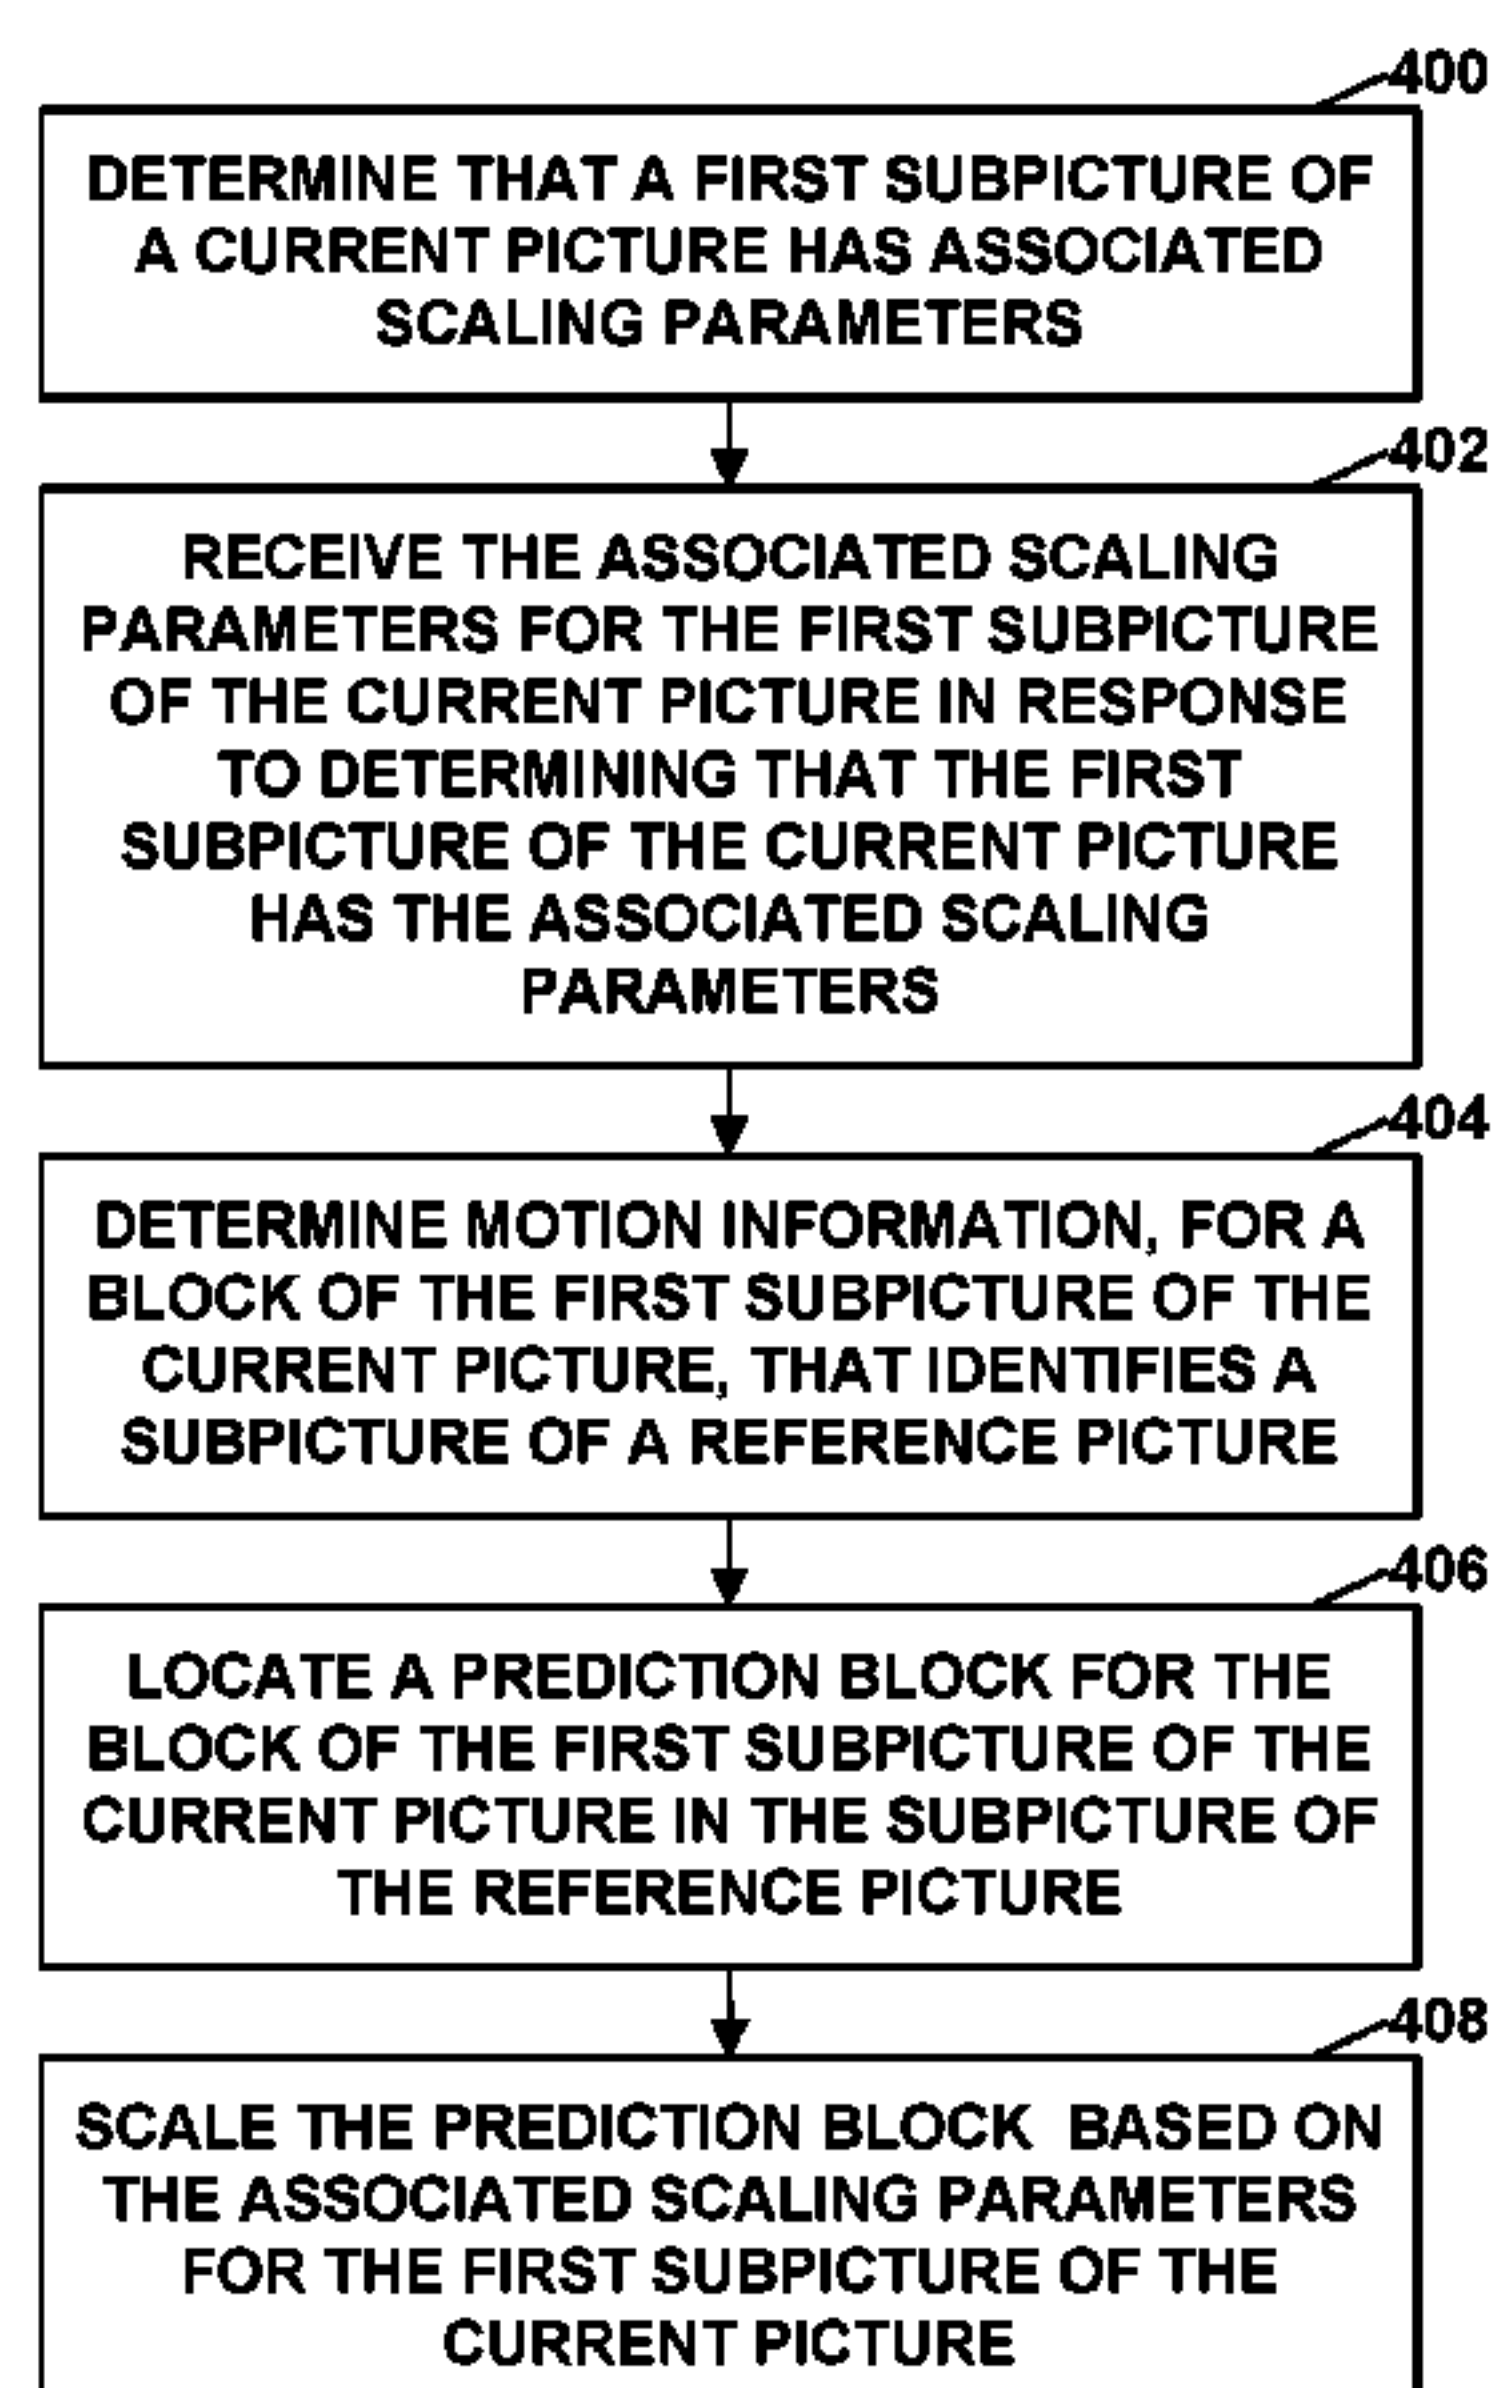 400
DETERMINE THAT A FIRST SUBPICTURE OF
A CURRENT PICTURE HAS ASSOCIATED
SCALING PARAMETERS
402
RECEIVE THE ASSOCIATED SCALING
PARAMETERS FOR THE FIRST SUBPICTURE
OF THE CURRENT PICTURE IN RESPONSE
TO DETERMINING THAT THE FIRST
SUBPICTURE OF THE CURRENT PICTURE
HAS THE ASSOCIATED SCALING
PARAMETERS
404
DETERMINE MOTION INFORMATION, FOR A
BLOCK OF THE FIRST SUBPICTURE OF THE
CURRENT PICTURE, THAT IDENTIFIES A
SUBPICTURE OF A REFERENCE PICTURE
406
LOCATE A PREDICTION BLOCK FOR THE
BLOCK OF THE FIRST SUBPICTURE OF THE
CURRENT PICTURE IN THE SUBPICTURE OF
THE REFERENCE PICTURE
408
SCALE THE PREDICTION BLOCK BASED ON
THE ASSOCIATED SCALING PARAMETERS
FOR THE FIRST SUBPICTURE OF THE
CURRENT PICTURE